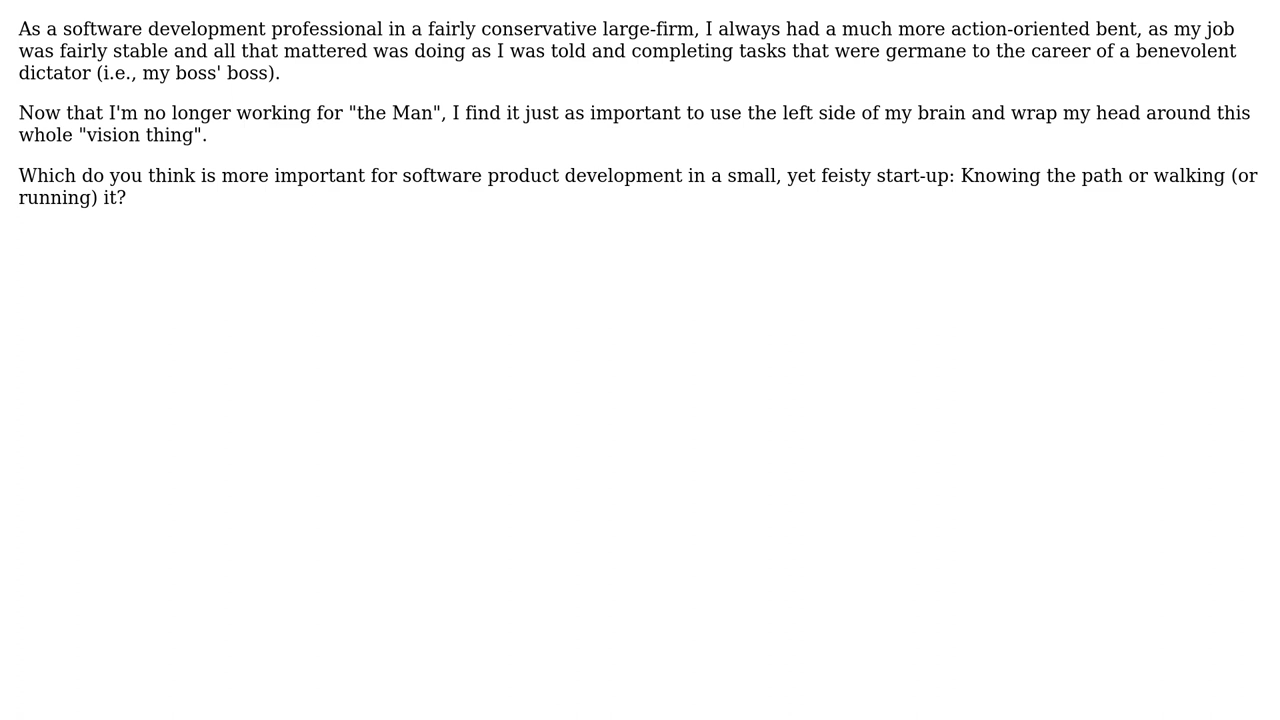 As a software development professional in a fairly conservative large-firm, I always had a much more action-oriented bent, as my job
was fairly stable and all that mattered was doing as I was told and completing tasks that were germane to the career of a benevolent
dictator (i.e., my boss' boss).
Now that I'm no longer working for "the Man", I find it just as important to use the left side of my brain and wrap my head around this
whole "vision thing".
Which do you think is more important for software product development in a small, yet feisty start-up: Knowing the path or walking (or
running) it?